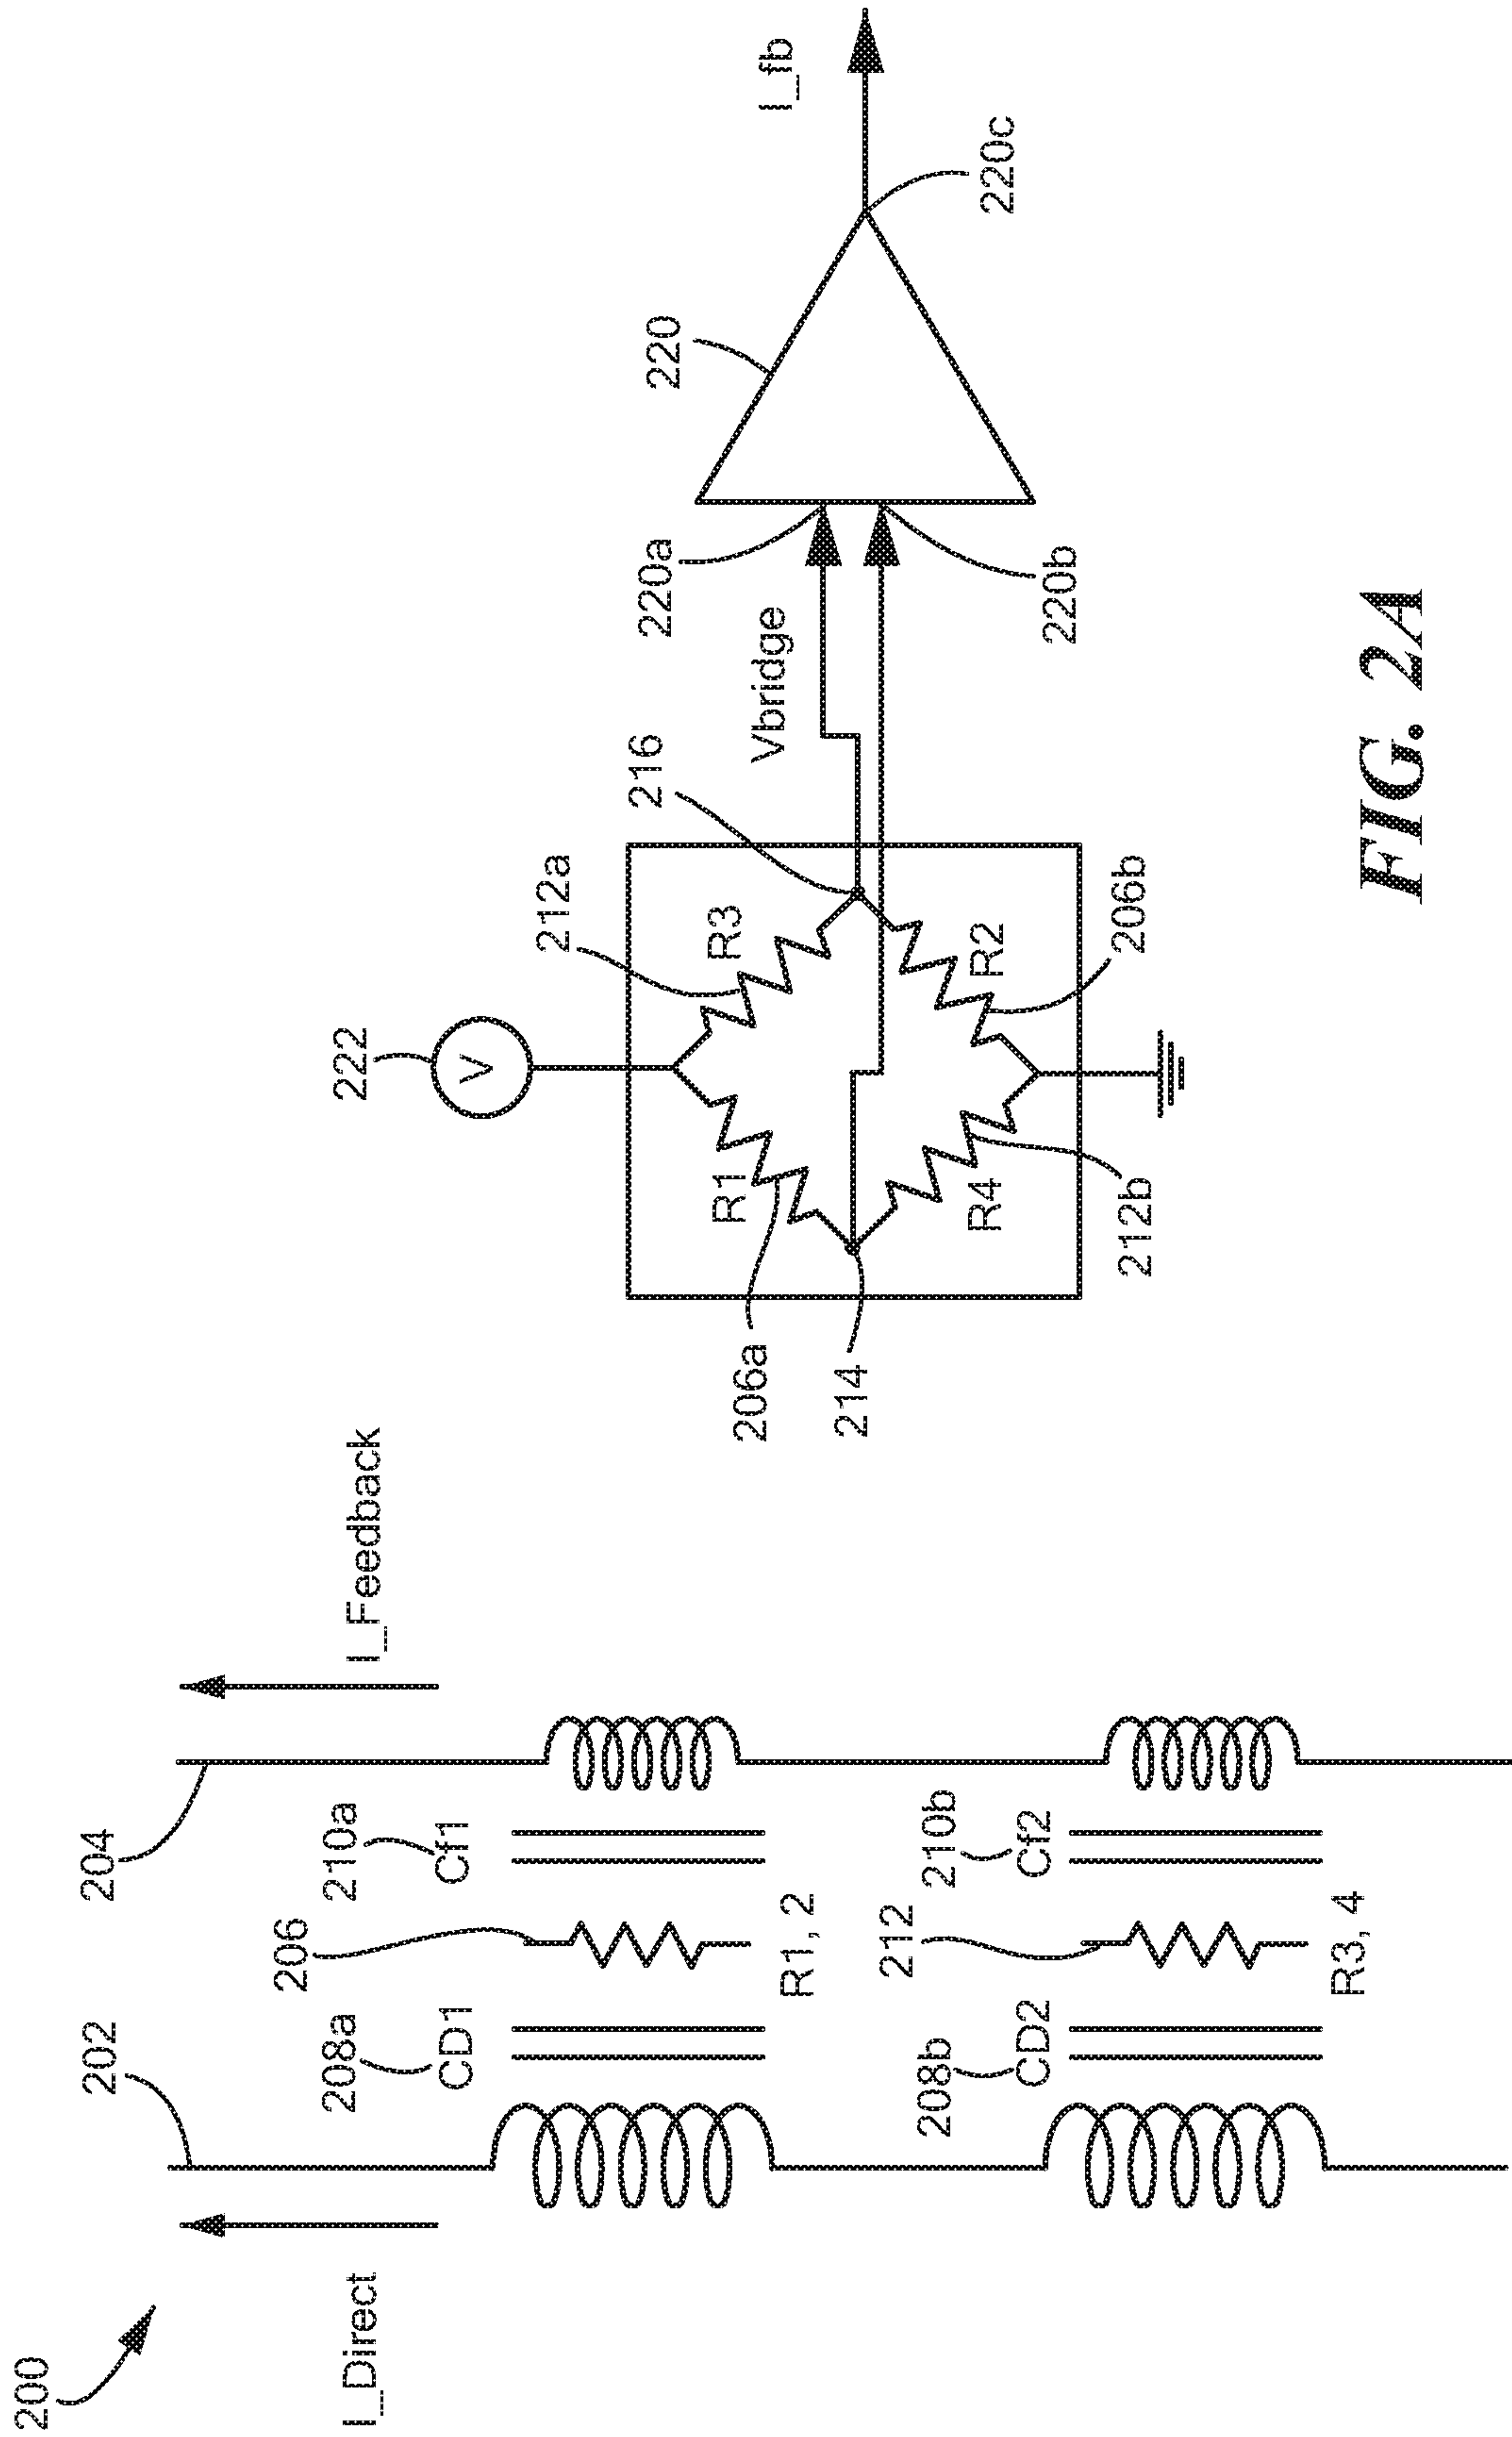 200
I_Direct
202
204
I_Feedback
208a
CD1
206
210a
Cf1
R1, 2
208b
CD2
212
210b
Cf2
R3, 4
222
V
206a
R1
212a
R3
214
216
R4
212b
R2
206b
Vbridge
220a
220b
220
220c
I_fb
FIG. 2A